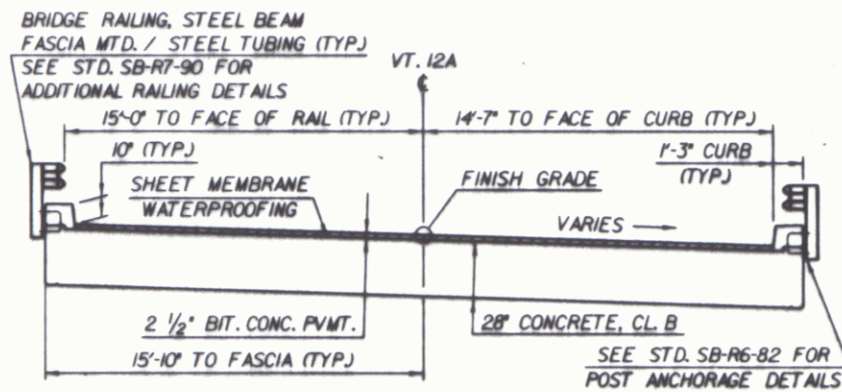 BRIDGE RAILING, STEEL BEAM
FASCIA MTD. / STEEL TUBING (TYP.)
SEE STD. SB-R7-90 FOR
ADDITIONAL RAILING DETAILS
VT. 12A
℄
15'-0" TO FACE OF RAIL (TYP.)
14'-7" TO FACE OF CURB (TYP.)
10" (TYP.)
1'-3" CURB
(TYP.)
SHEET MEMBRANE
WATERPROOFING
FINISH GRADE
VARIES
2 1/2" BIT. CONC. PVMT.
28" CONCRETE, CL. B
15'-10" TO FASCIA (TYP.)
SEE STD. SB-R6-82 FOR
POST ANCHORAGE DETAILS